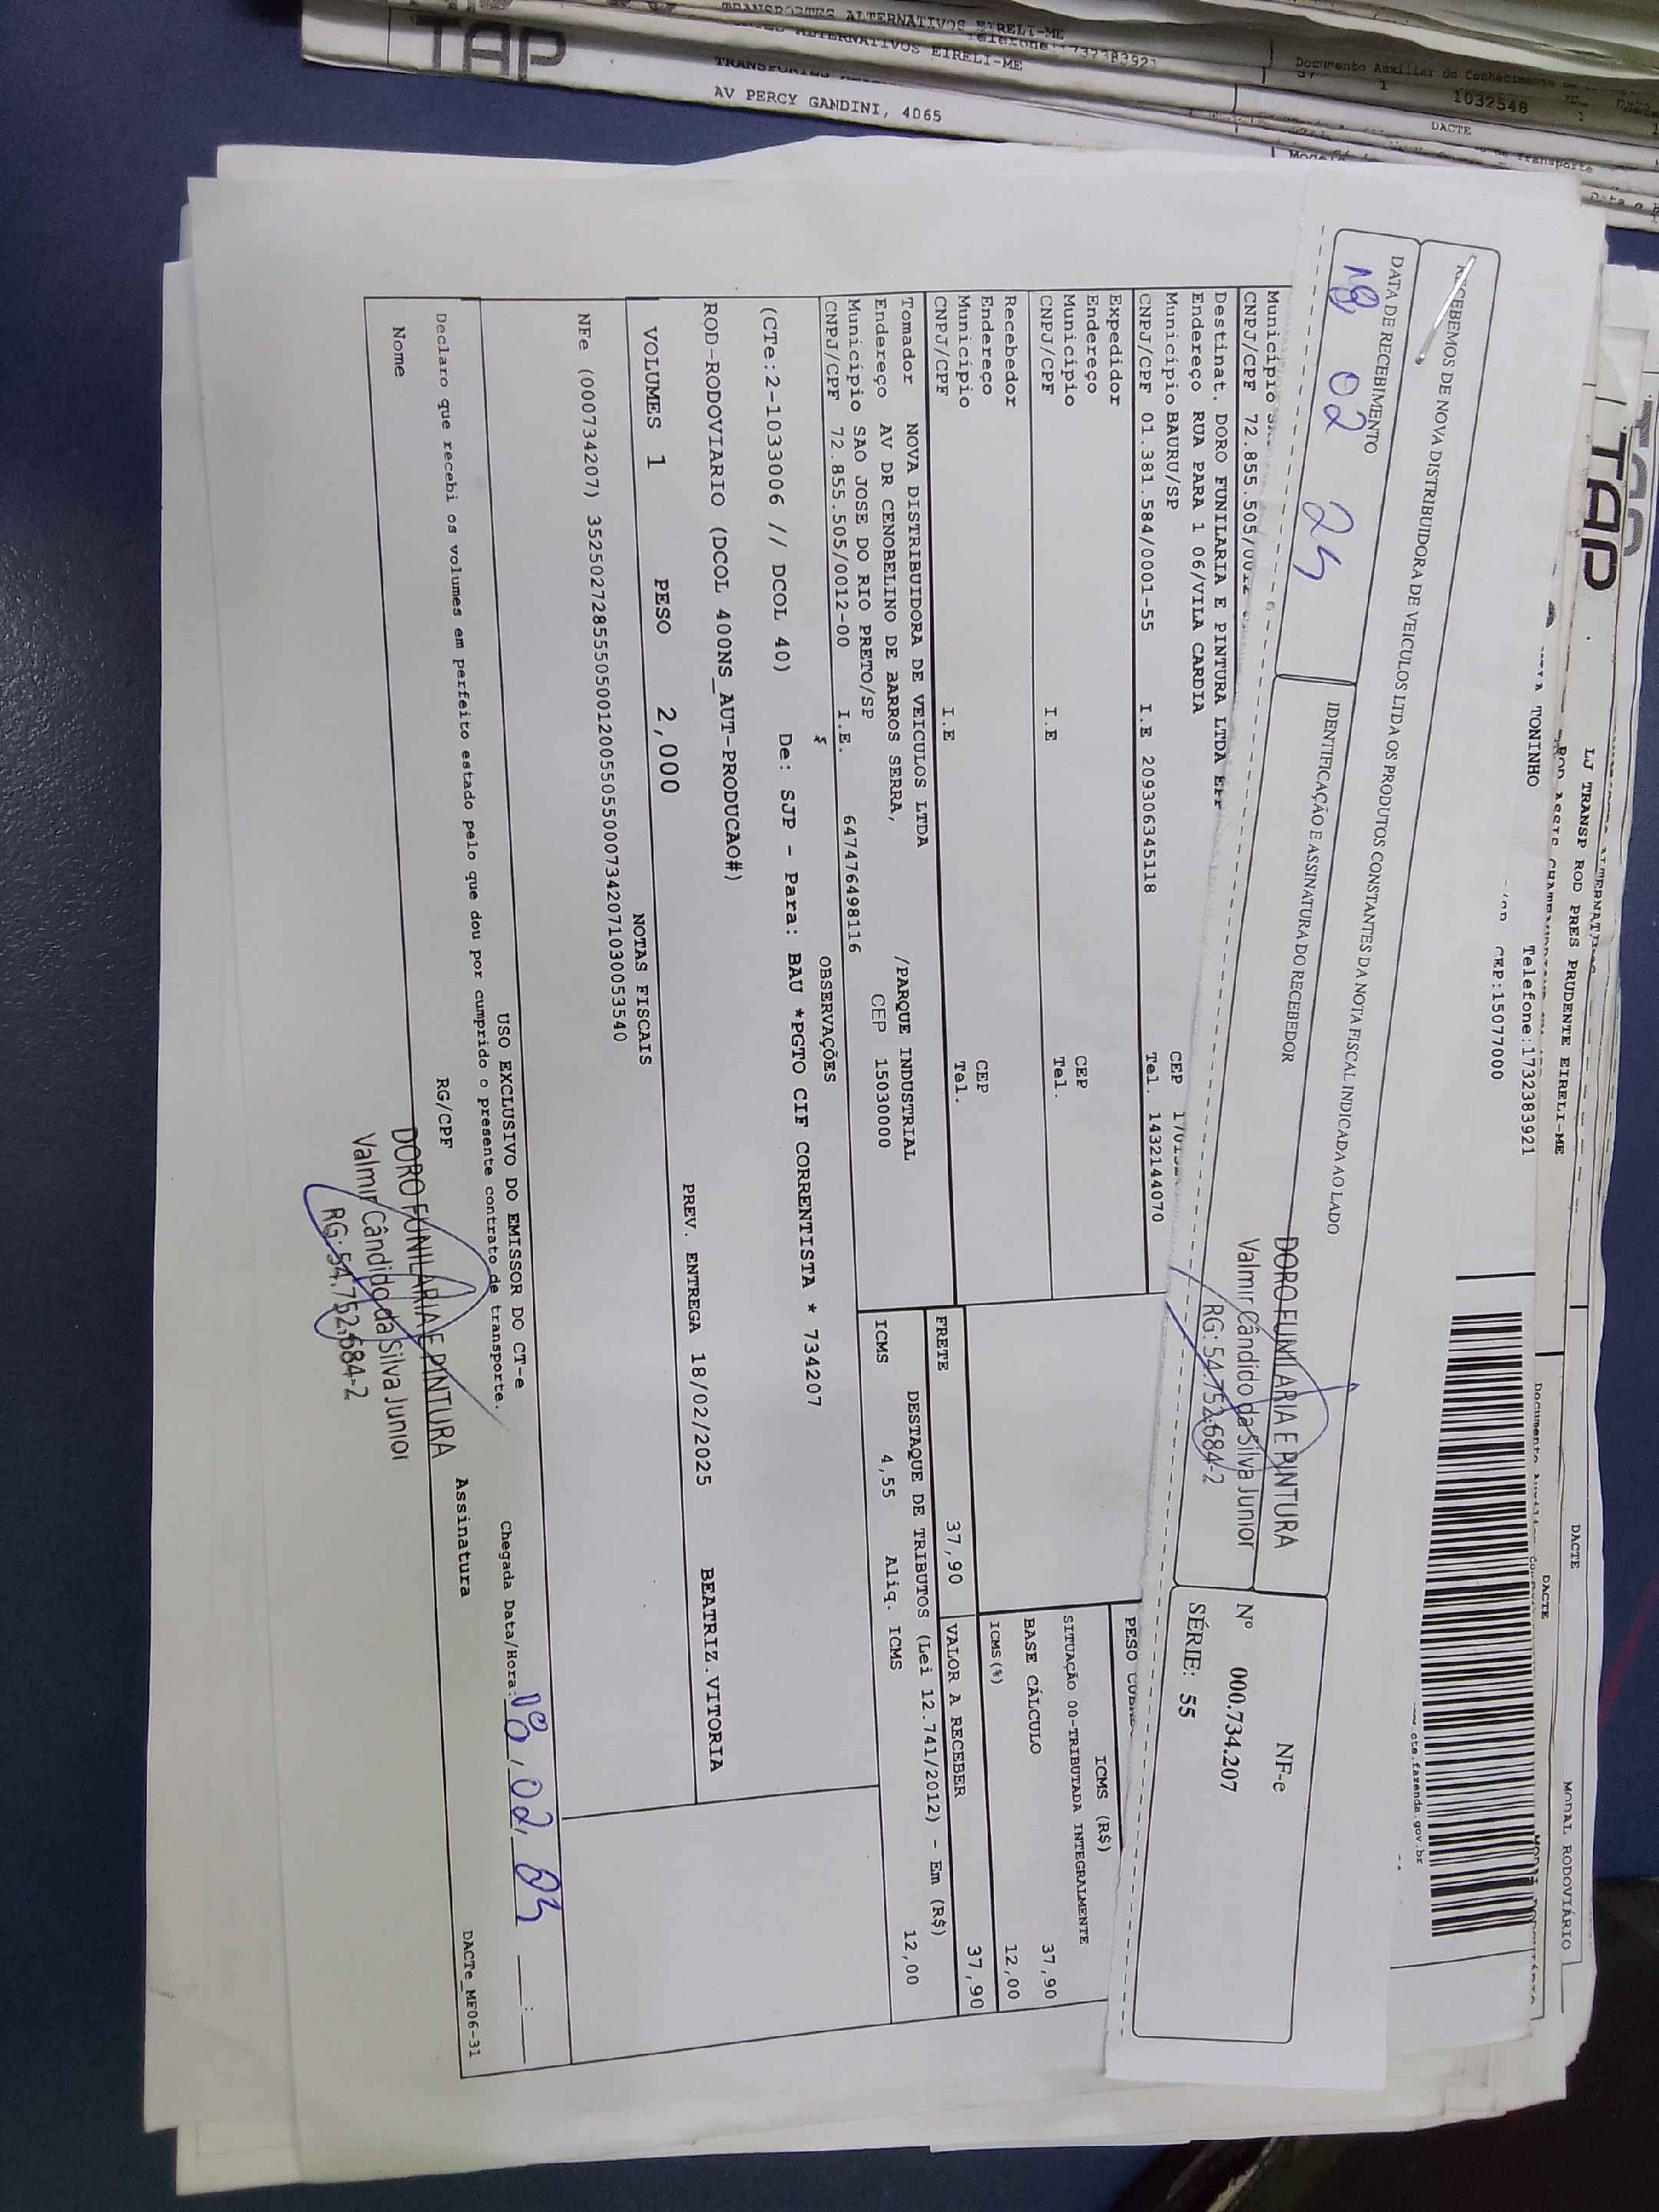 TAP
TRANSPORTES ALTERNATIVOS EIRELI-ME
ALTERNATIVOS EIRELI-ME
AV PERCY GANDINI, 4065
Documento Auxiliar do Conhecimento
1032548
DACTE
TAP
LJ TRANSP ROD PRES PRUDENTE EIRELI-ME
TONINHO
Telefone:1732383921
CEP:15077000
DACTE
DACTE
MODAL RODOVIÁRIO
cte.fazenda.gov.br
RECEBEMOS DE NOVA DISTRIBUIDORA DE VEICULOS LTDA OS PRODUTOS CONSTANTES DA NOTA FISCAL INDICADA AO LADO
DATA DE RECEBIMENTO
IDENTIFICAÇÃO E ASSINATURA DO RECEBEDOR
18 02 25
DORO FUNILARIA E PINTURA
Valmir Cândido da Silva Junior
RG: 54.752.684-2
NF-e
Nº 000.734.207
SÉRIE: 55
Município
CNPJ/CPF 72.855.505/
Destinat. DORO FUNILARIA E PINTURA LTDA EPP
Endereço RUA PARA 1 06/VILA CARDIA
Município BAURU/SP CEP
CNPJ/CPF 01.381.584/0001-55 I.E 209306345118 Tel. 1432144070
Expedidor
Endereço
Município CEP
CNPJ/CPF I.E Tel.
Recebedor
Endereço
Município CEP
CNPJ/CPF I.E Tel.
PESO
ICMS (R$)
SITUAÇÃO 00-TRIBUTADA INTEGRALMENTE
BASE CÁLCULO 37,90
ICMS(%) 12,00
FRETE 37,90 VALOR A RECEBER 37,90
Tomador NOVA DISTRIBUIDORA DE VEICULOS LTDA
Endereço AV DR CENOBELINO DE BARROS SERRA, /PARQUE INDUSTRIAL
Município SAO JOSE DO RIO PRETO/SP CEP 15030000
CNPJ/CPF 72.855.505/0012-00 I.E. 647476498116
DESTAQUE DE TRIBUTOS (Lei 12.741/2012) - Em (R$)
ICMS 4,55 Aliq. ICMS 12,00
OBSERVAÇÕES
(CTe:2-1033006 // DCOL 40) De: SJP - Para: BAU *PGTO CIF CORRENTISTA * 734207
ROD-RODOVIARIO (DCOL 400NS_AUT-PRODUCAO#)
PREV. ENTREGA 18/02/2025 BEATRIZ.VITORIA
VOLUMES 1 PESO 2,000
NOTAS FISCAIS
NFe (000734207) 35250272855505001200550550007342071030053540
USO EXCLUSIVO DO EMISSOR DO CT-e
Chegada Data/Hora: 18/02/25 __:__
Declaro que recebi os volumes em perfeito estado pelo que dou por cumprido o presente contrato de transporte.
Nome RG/CPF Assinatura
DORO FUNILARIA E PINTURA
Valmir Cândido da Silva Junior
RG: 54.752.684-2
DACTe_MF06-31